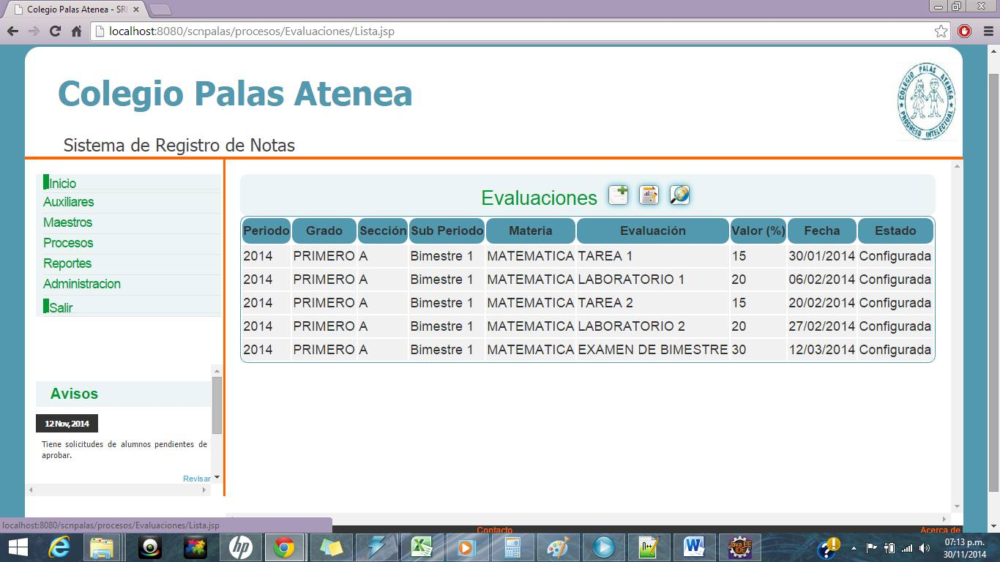 Colegio Palas Atenea - SR
localhost:8080/scnpalas/procesos/Evaluaciones/Lista.jsp
Colegio Palas Atenea
COLEGIO PALAS ATENEA
PROGRESO INTELECTUAL
Sistema de Registro de Notas
Inicio
Auxiliares
Maestros
Procesos
Reportes
Administracion
Salir
Avisos
12 Nov, 2014
Tiene solicitudes de alumnos pendientes de
aprobar.
Revisar
Evaluaciones
Periodo Grado Sección Sub Periodo Materia Evaluación Valor (%) Fecha Estado
2014 PRIMERO A Bimestre 1 MATEMATICA TAREA 1 15 30/01/2014 Configurada
2014 PRIMERO A Bimestre 1 MATEMATICA LABORATORIO 1 20 06/02/2014 Configurada
2014 PRIMERO A Bimestre 1 MATEMATICA TAREA 2 15 20/02/2014 Configurada
2014 PRIMERO A Bimestre 1 MATEMATICA LABORATORIO 2 20 27/02/2014 Configurada
2014 PRIMERO A Bimestre 1 MATEMATICA EXAMEN DE BIMESTRE 30 12/03/2014 Configurada
localhost:8080/scnpalas/procesos/Evaluaciones/Lista.jsp
Contacto Acerca de
hp
Java EE
IDE
07:13 p.m.
30/11/2014